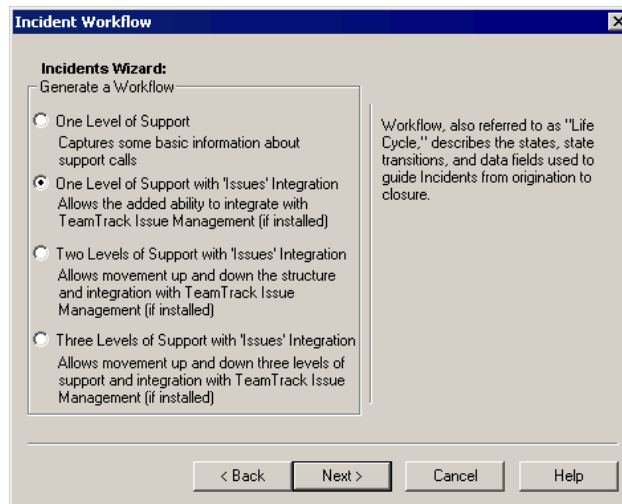 Incident Workflow
Incidents Wizard:
Generate a Workflow
One Level of Support
Captures some basic information about
support calls
One Level of Support with 'Issues' Integration
Allows the added ability to integrate with
TeamTrack Issue Management (if installed)
Two Levels of Support with 'Issues' Integration
Allows movement up and down the structure
and integration with TeamTrack Issue
Management (if installed)
Three Levels of Support with 'Issues' Integration
Allows movement up and down three levels of
support and integration with TeamTrack Issue
Management (if installed)
Workflow, also referred to as "Life
Cycle," describes the states, state
transitions, and data fields used to
guide Incidents from origination to
closure.
< Back
Next >
Cancel
Help